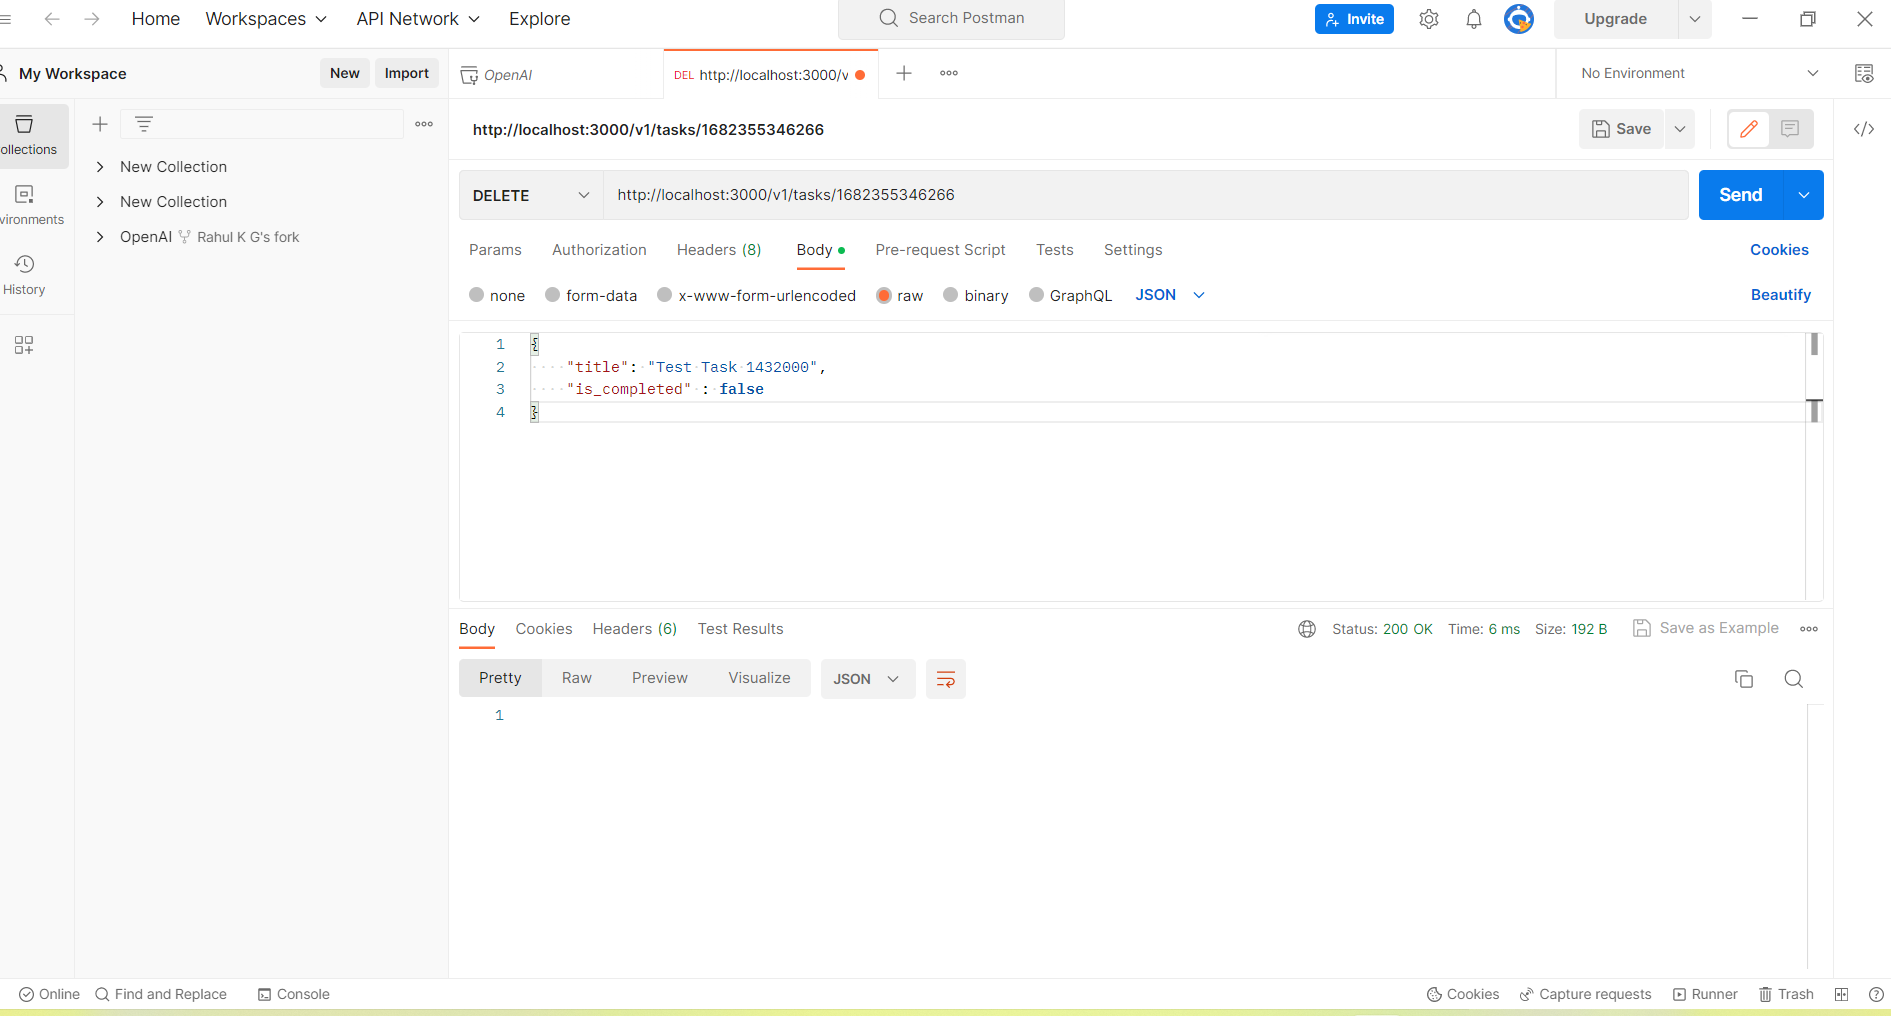 Home Workspaces API Network Explore Search Postman Invite Upgrade
My Workspace New Import OpenAI DEL http://localhost:3000/v No Environment
http://localhost:3000/v1/tasks/1682355346266 Save
ollections
New Collection
New Collection
OpenAI Rahul K G's fork
vironments
History
DELETE http://localhost:3000/v1/tasks/1682355346266 Send
Params Authorization Headers (8) Body Pre-request Script Tests Settings Cookies
none form-data x-www-form-urlencoded raw binary GraphQL JSON Beautify
1 {
2 "title": "Test Task 1432000",
3 "is_completed" : false
4 }
Body Cookies Headers (6) Test Results Status: 200 OK Time: 6 ms Size: 192 B Save as Example
Pretty Raw Preview Visualize JSON
1
Online Find and Replace Console Cookies Capture requests Runner Trash